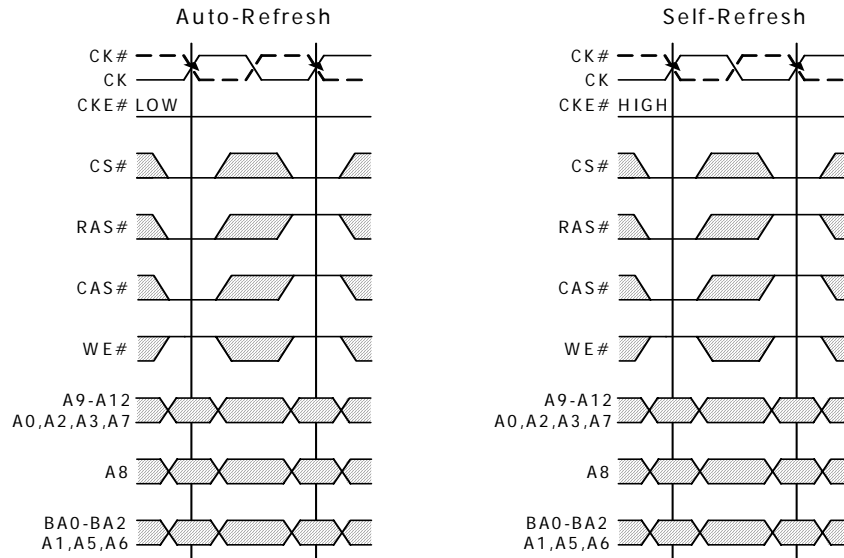 Auto-Refresh
CK#
CK
CKE# LOW
CS#
RAS#
CAS#
WE#
A9-A12
A0,A2,A3,A7
A8
BA0-BA2
A1,A5,A6
Self-Refresh
CK#
CK
CKE# HIGH
CS#
RAS#
CAS#
WE#
A9-A12
A0,A2,A3,A7
A8
BA0-BA2
A1,A5,A6